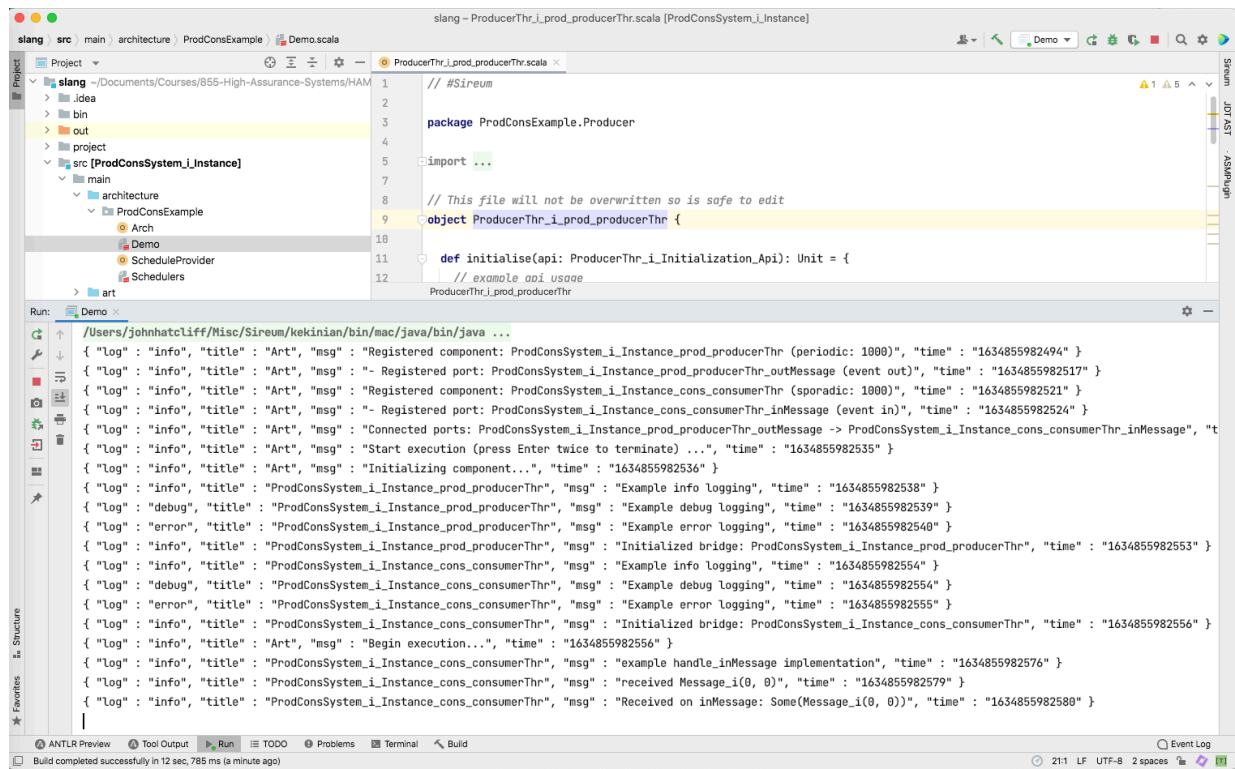 slang – ProducerThr_i_prod_producerThr.scala [ProdConsSystem_i_Instance]
slang 〉 src 〉 main 〉 architecture 〉 ProdConsExample 〉 Demo.scala
Demo
Project
Project
ProducerThr_i_prod_producerThr.scala ×
slang ~/Documents/Courses/855-High-Assurance-Systems/HAM
.idea
bin
out
project
src [ProdConsSystem_i_Instance]
main
architecture
ProdConsExample
Arch
Demo
ScheduleProvider
Schedulers
art
1 // #Sireum
2
3 package ProdConsExample.Producer
4
5 import ...
7
8 // This file will not be overwritten so is safe to edit
9 object ProducerThr_i_prod_producerThr {
10
11 def initialise(api: ProducerThr_i_Initialization_Api): Unit = {
12 // example api usage
ProducerThr_i_prod_producerThr
1 5
Sireum
JDT AST
ASMPlugin
Run: Demo ×
/Users/johnhatcliff/Misc/Sireum/kekinian/bin/mac/java/bin/java ...
{ "log" : "info", "title" : "Art", "msg" : "Registered component: ProdConsSystem_i_Instance_prod_producerThr (periodic: 1000)", "time" : "1634855982494" }
{ "log" : "info", "title" : "Art", "msg" : "- Registered port: ProdConsSystem_i_Instance_prod_producerThr_outMessage (event out)", "time" : "1634855982517" }
{ "log" : "info", "title" : "Art", "msg" : "Registered component: ProdConsSystem_i_Instance_cons_consumerThr (sporadic: 1000)", "time" : "1634855982521" }
{ "log" : "info", "title" : "Art", "msg" : "- Registered port: ProdConsSystem_i_Instance_cons_consumerThr_inMessage (event in)", "time" : "1634855982524" }
{ "log" : "info", "title" : "Art", "msg" : "Connected ports: ProdConsSystem_i_Instance_prod_producerThr_outMessage -> ProdConsSystem_i_Instance_cons_consumerThr_inMessage", "t
{ "log" : "info", "title" : "Art", "msg" : "Start execution (press Enter twice to terminate) ...", "time" : "1634855982535" }
{ "log" : "info", "title" : "Art", "msg" : "Initializing component...", "time" : "1634855982536" }
{ "log" : "info", "title" : "ProdConsSystem_i_Instance_prod_producerThr", "msg" : "Example info logging", "time" : "1634855982538" }
{ "log" : "debug", "title" : "ProdConsSystem_i_Instance_prod_producerThr", "msg" : "Example debug logging", "time" : "1634855982539" }
{ "log" : "error", "title" : "ProdConsSystem_i_Instance_prod_producerThr", "msg" : "Example error logging", "time" : "1634855982540" }
{ "log" : "info", "title" : "ProdConsSystem_i_Instance_prod_producerThr", "msg" : "Initialized bridge: ProdConsSystem_i_Instance_prod_producerThr", "time" : "1634855982553" }
{ "log" : "info", "title" : "ProdConsSystem_i_Instance_cons_consumerThr", "msg" : "Example info logging", "time" : "1634855982554" }
{ "log" : "debug", "title" : "ProdConsSystem_i_Instance_cons_consumerThr", "msg" : "Example debug logging", "time" : "1634855982554" }
{ "log" : "error", "title" : "ProdConsSystem_i_Instance_cons_consumerThr", "msg" : "Example error logging", "time" : "1634855982555" }
{ "log" : "info", "title" : "ProdConsSystem_i_Instance_cons_consumerThr", "msg" : "Initialized bridge: ProdConsSystem_i_Instance_cons_consumerThr", "time" : "1634855982556" }
{ "log" : "info", "title" : "Art", "msg" : "Begin execution...", "time" : "1634855982556" }
{ "log" : "info", "title" : "ProdConsSystem_i_Instance_cons_consumerThr", "msg" : "example handle_inMessage implementation", "time" : "1634855982576" }
{ "log" : "info", "title" : "ProdConsSystem_i_Instance_cons_consumerThr", "msg" : "received Message_i(0, 0)", "time" : "1634855982579" }
{ "log" : "info", "title" : "ProdConsSystem_i_Instance_cons_consumerThr", "msg" : "Received on inMessage: Some(Message_i(0, 0))", "time" : "1634855982580" }
Structure
Favorites
ANTLR Preview Tool Output Run TODO Problems Terminal Build Event Log
Build completed successfully in 12 sec, 785 ms (a minute ago) 21:1 LF UTF-8 2 spaces [T]